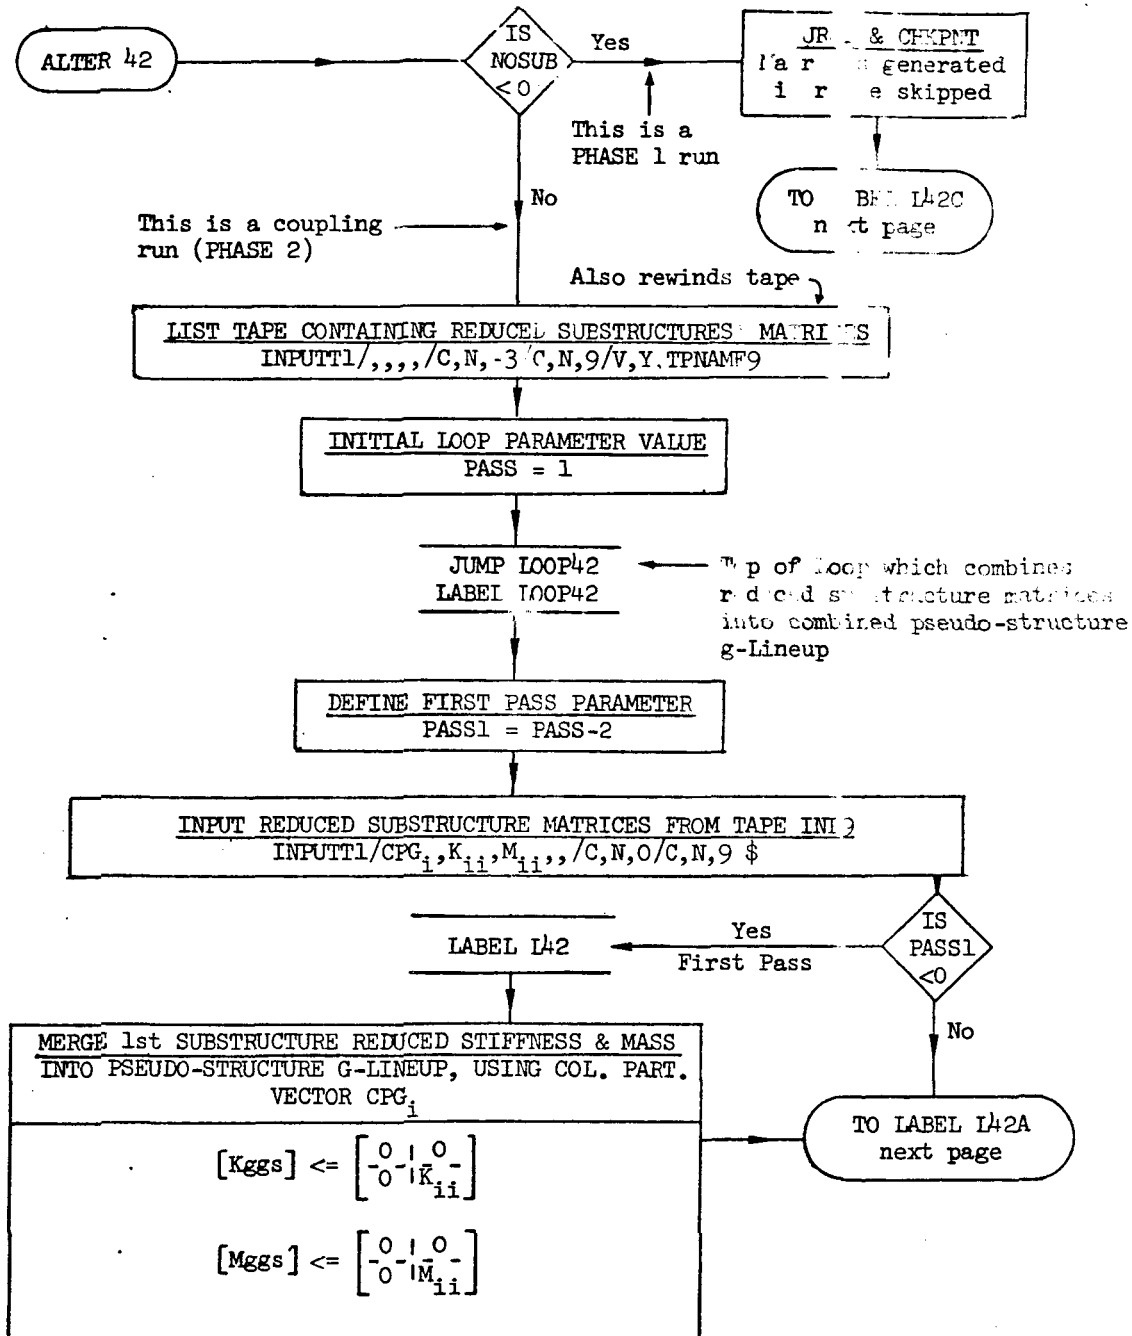 ALTER 42
IS
NOSUB
<0
Yes
& CHKPNT
generated
skipped
This is a
PHASE 1 run
TO L42C
page
No
This is a coupling
run (PHASE 2)
Also rewinds tape
LIST TAPE CONTAINING REDUCED SUBSTRUCTURES MATRICES
INPUTT1/,,,,/C,N,-3/C,N,9/V,Y,TPNAMF9
INITIAL LOOP PARAMETER VALUE
PASS = 1
JUMP LOOP42
LABEL LOOP42
Top of loop which combines
reduced substructure matrices
into combined pseudo-structure
g-Lineup
DEFINE FIRST PASS PARAMETER
PASS1 = PASS-2
INPUT REDUCED SUBSTRUCTURE MATRICES FROM TAPE
INPUTT1/CPGi,Kii,Mii,,/C,N,0/C,N,9 $
IS
PASS1
<0
Yes
First Pass
LABEL L42
No
MERGE 1st SUBSTRUCTURE REDUCED STIFFNESS & MASS
INTO PSEUDO-STRUCTURE G-LINEUP, USING COL. PART.
VECTOR CPGi
TO LABEL L42A
next page
[Kggs] <= [0 | 0
0 | Kii]
[Mggs] <= [0 | 0
0 | Mii]